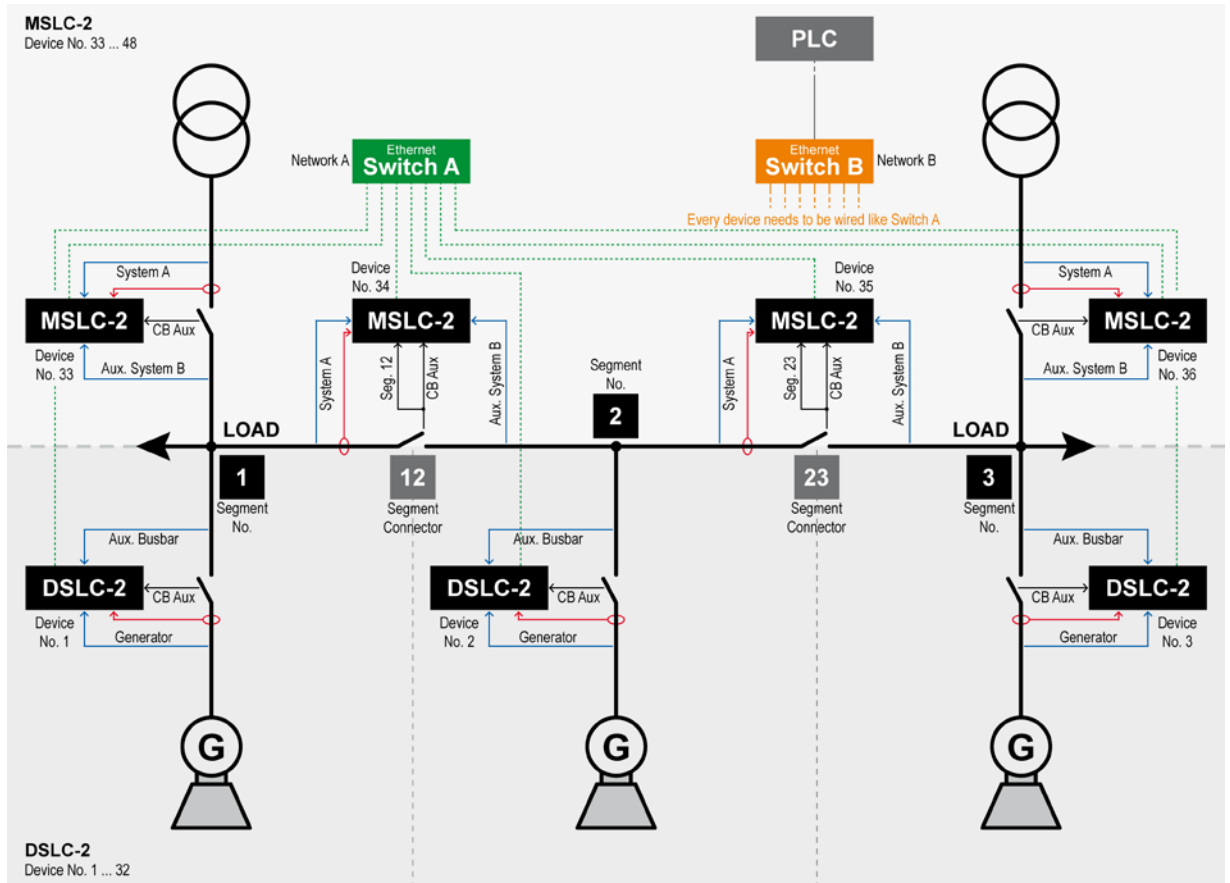 MSLC-2
Device No. 33 ... 48
PLC
Network A
Ethernet
Switch A
Ethernet
Switch B
Network B
Every device needs to be wired like Switch A
System A
MSLC-2
CB Aux
Device
No. 33
Aux. System B
Device
No. 34
MSLC-2
System A
Seg. 12
CB Aux
Aux. System B
Device
No. 35
MSLC-2
System A
Seg. 23
CB Aux
Aux. System B
System A
MSLC-2
CB Aux
Aux. System B
Device
No. 36
Segment
No.
2
LOAD
LOAD
1
Segment
No.
12
Segment
Connector
23
Segment
Connector
3
Segment
No.
Aux. Busbar
DSLC-2
CB Aux
Device
No. 1
Generator
Aux. Busbar
DSLC-2
CB Aux
Device
No. 2
Generator
Aux. Busbar
DSLC-2
CB Aux
Generator
Device
No. 3
G
G
G
DSLC-2
Device No. 1 ... 32